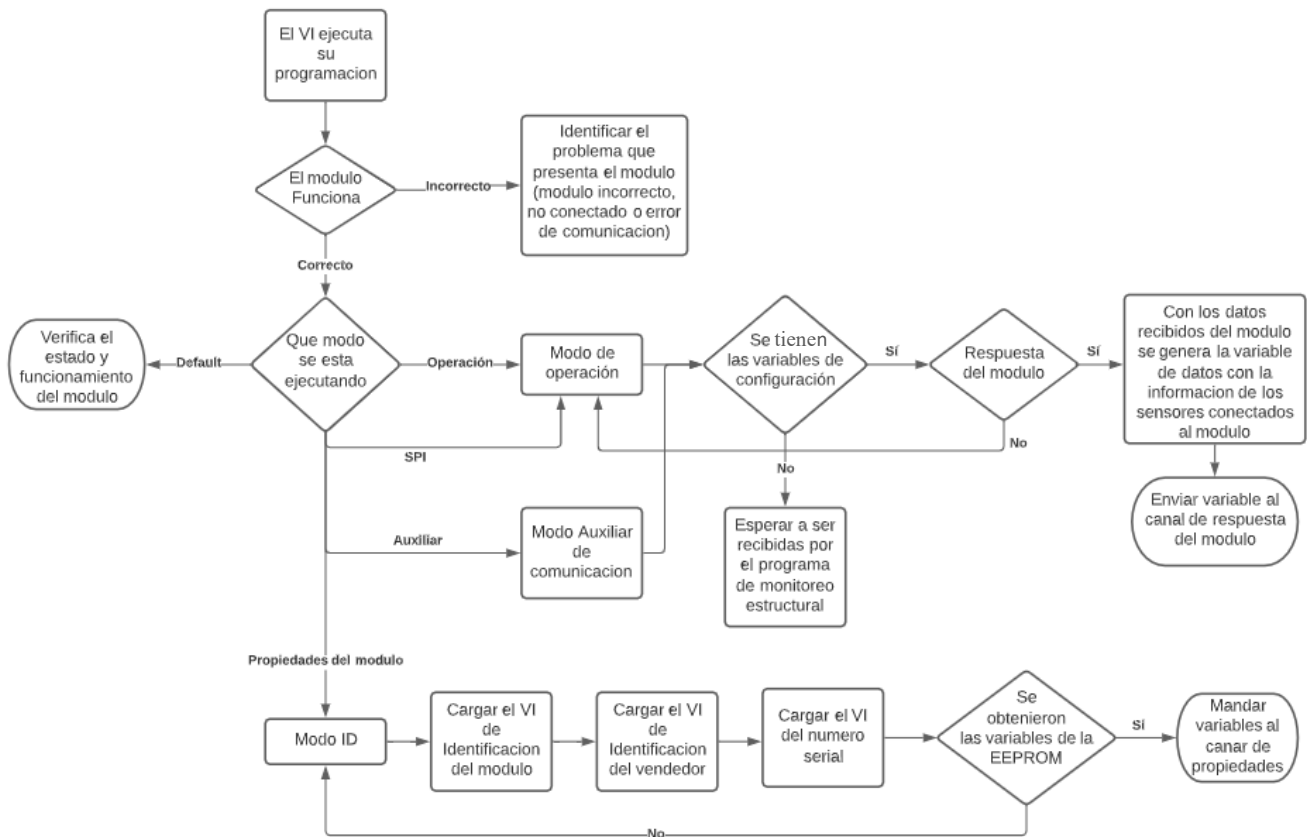 El VI ejecuta
su
programacion
El modulo
Funciona
Incorrecto
Identificar el
problema que
presenta el modulo
(modulo incorrecto,
no conectado o error
de comunicacion)
Correcto
Que modo
se esta
ejecutando
Default
Verifica el
estado y
funcionamiento
del modulo
Operación
Modo de
operación
SPI
Auxiliar
Modo Auxiliar
de
comunicacion
Se tienen
las variables de
configuración
Sí
No
Esperar a ser
recibidas por
el programa
de monitoreo
estructural
Respuesta
del modulo
Sí
No
Con los datos
recibidos del modulo
se genera la variable
de datos con la
informacion de los
sensores conectados
al modulo
Enviar variable al
canal de respuesta
del modulo
Propiedades del modulo
Modo ID
Cargar el VI
de
Identificacion
del modulo
Cargar el VI
de
Identificacion
del vendedor
Cargar el VI
del numero
serial
Se
obtenieron
las variables de la
EEPROM
Sí
Mandar
variables al
canar de
propiedades
No